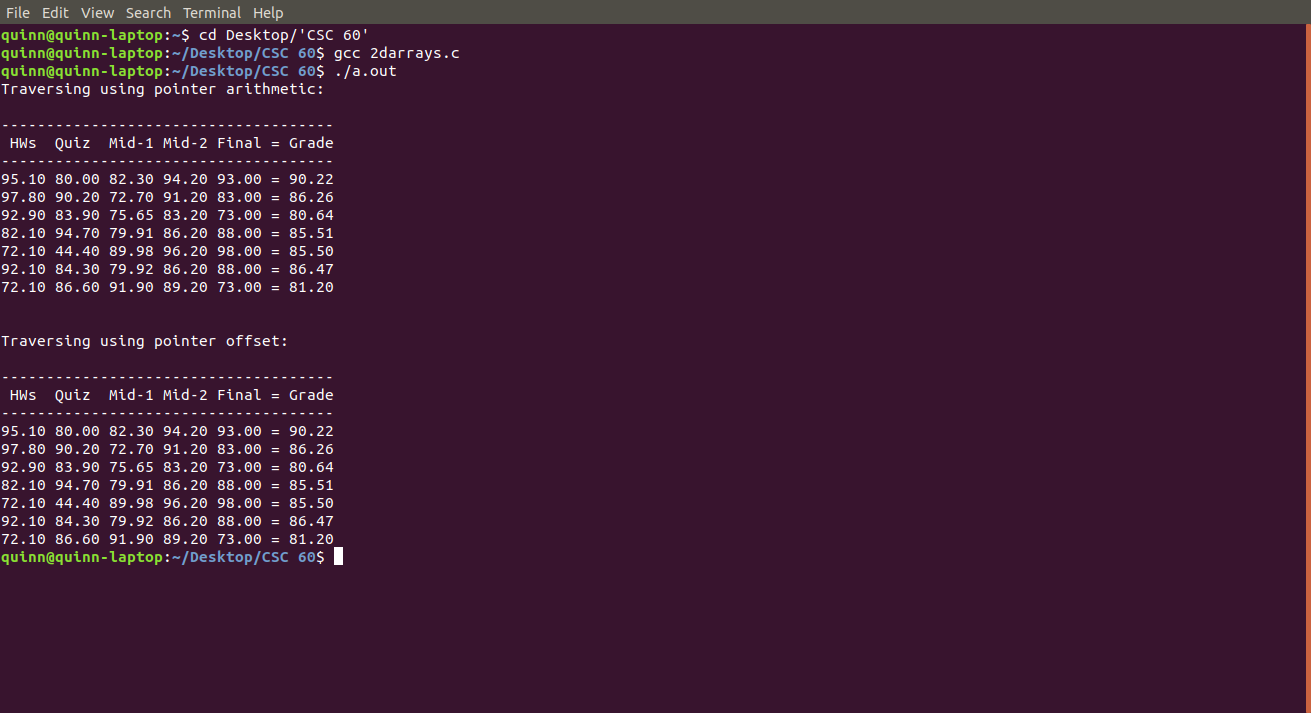 File Edit View Search Terminal Help
quinn@quinn-laptop:~$ cd Desktop/'CSC 60'
quinn@quinn-laptop:~/Desktop/CSC 60$ gcc 2darrays.c
quinn@quinn-laptop:~/Desktop/CSC 60$ ./a.out
Traversing using pointer arithmetic:
-------------------------------------
HWs  Quiz  Mid-1 Mid-2 Final = Grade
-------------------------------------
95.10 80.00 82.30 94.20 93.00 = 90.22
97.80 90.20 72.70 91.20 83.00 = 86.26
92.90 83.90 75.65 83.20 73.00 = 80.64
82.10 94.70 79.91 86.20 88.00 = 85.51
72.10 44.40 89.98 96.20 98.00 = 85.50
92.10 84.30 79.92 86.20 88.00 = 86.47
72.10 86.60 91.90 89.20 73.00 = 81.20
Traversing using pointer offset:
-------------------------------------
HWs  Quiz  Mid-1 Mid-2 Final = Grade
-------------------------------------
95.10 80.00 82.30 94.20 93.00 = 90.22
97.80 90.20 72.70 91.20 83.00 = 86.26
92.90 83.90 75.65 83.20 73.00 = 80.64
82.10 94.70 79.91 86.20 88.00 = 85.51
72.10 44.40 89.98 96.20 98.00 = 85.50
92.10 84.30 79.92 86.20 88.00 = 86.47
72.10 86.60 91.90 89.20 73.00 = 81.20
quinn@quinn-laptop:~/Desktop/CSC 60$